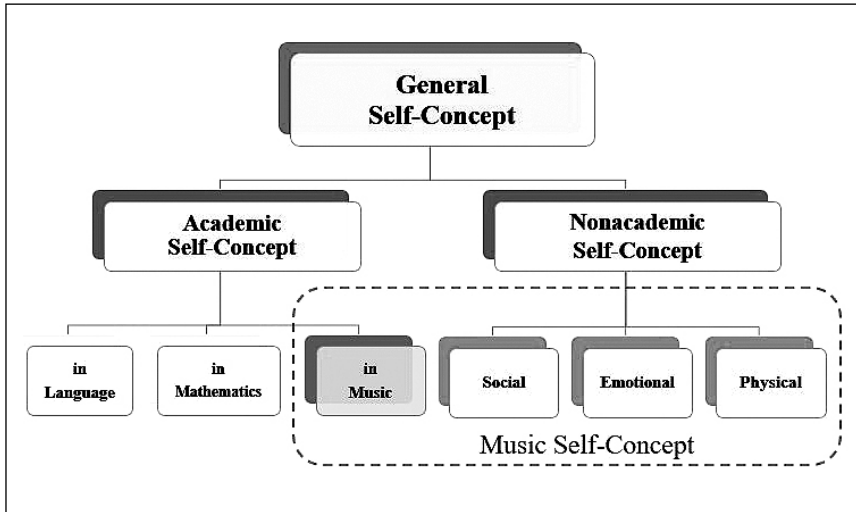 General
Self-Concept
Academic
Self-Concept
Nonacademic
Self-Concept
in
Language
in
Mathematics
in
Music
Social
Emotional
Physical
Music Self-Concept